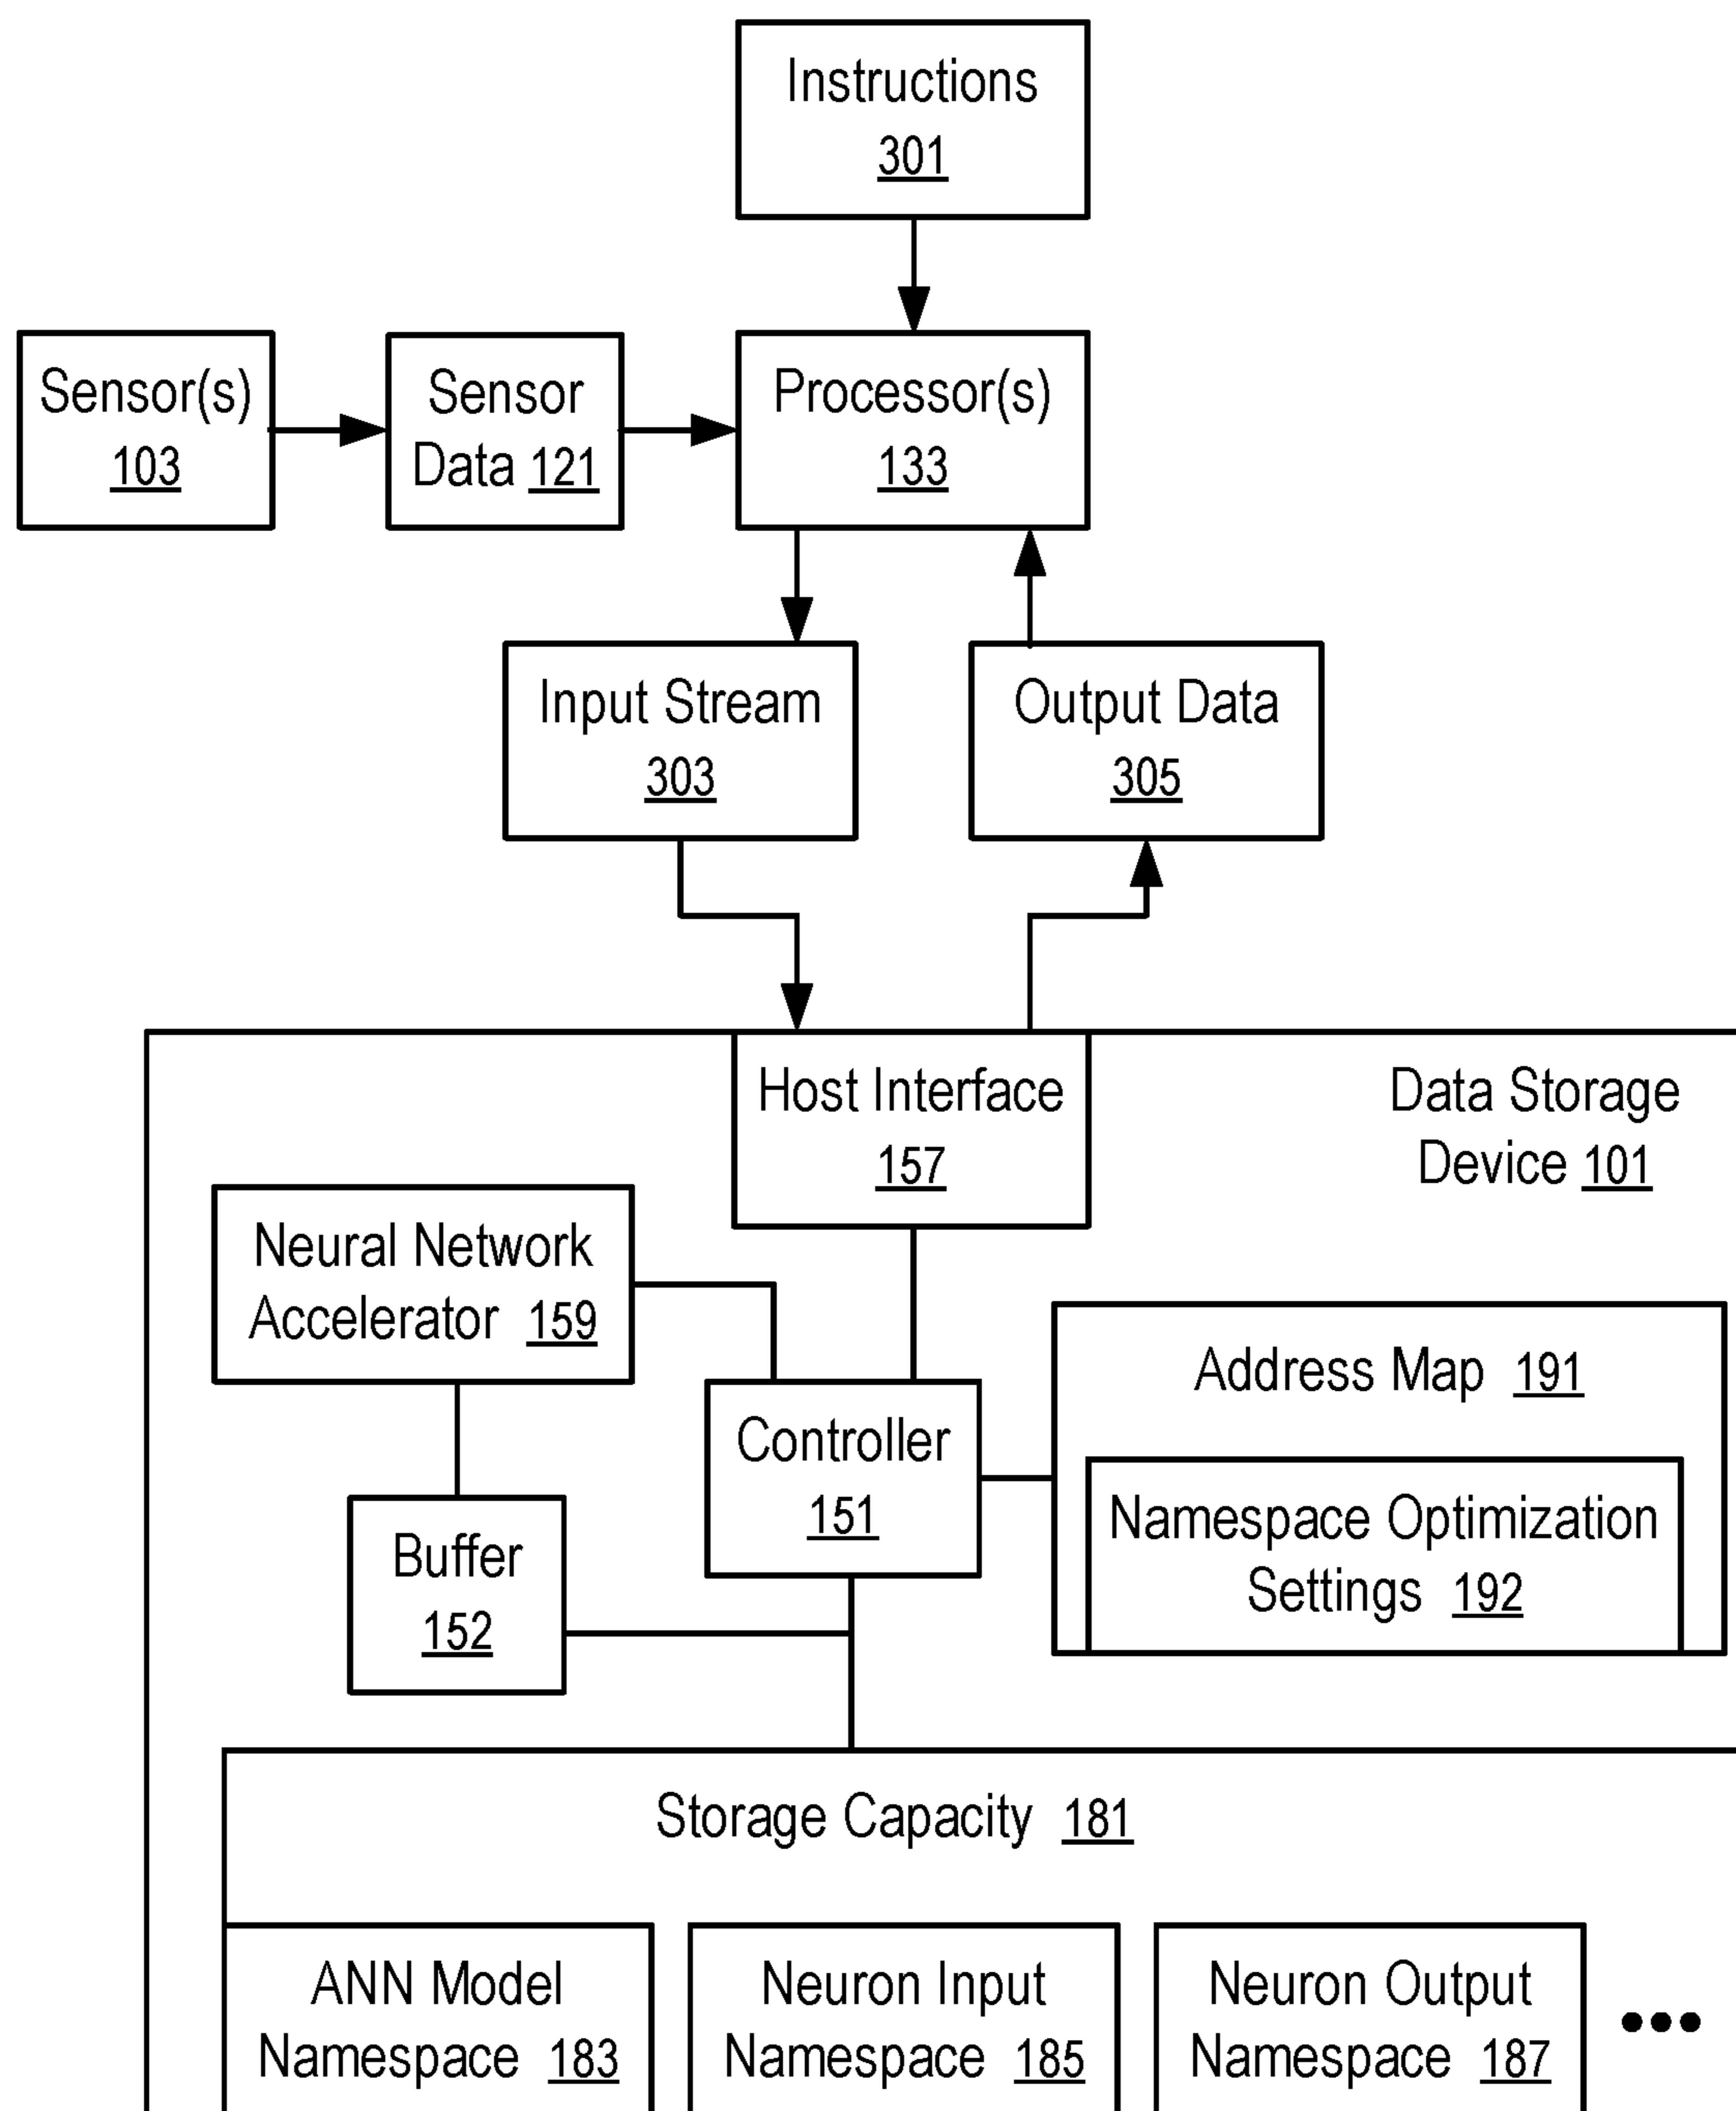 Instructions
301
Sensor(s)
103
Sensor
Data 121
Processor(s)
133
Input Stream
303
Output Data
305
Host Interface
157
Data Storage
Device 101
Neural Network
Accelerator 159
Address Map 191
Controller
151
Namespace Optimization
Settings 192
Buffer
152
Storage Capacity 181
ANN Model
Namespace 183
Neuron Input
Namespace 185
Neuron Output
Namespace 187